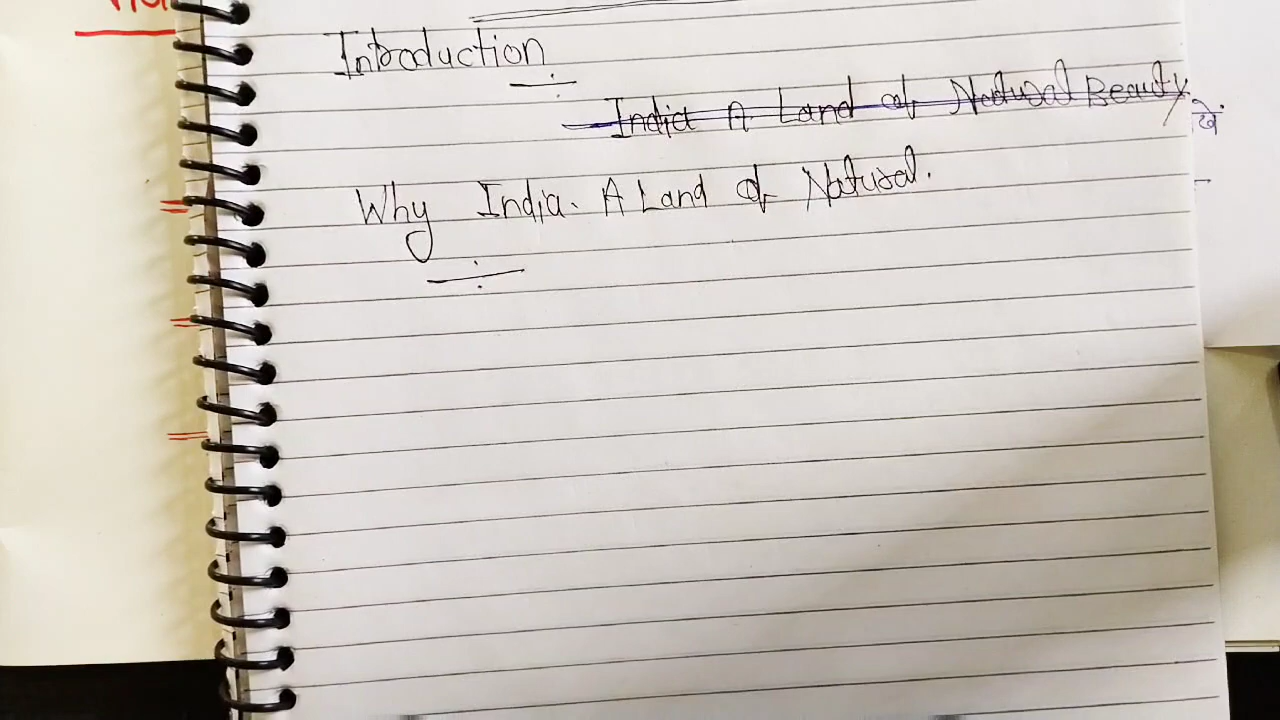 Introduction
India A Land of Natural Beauty.
Why India. A Land of Natural.